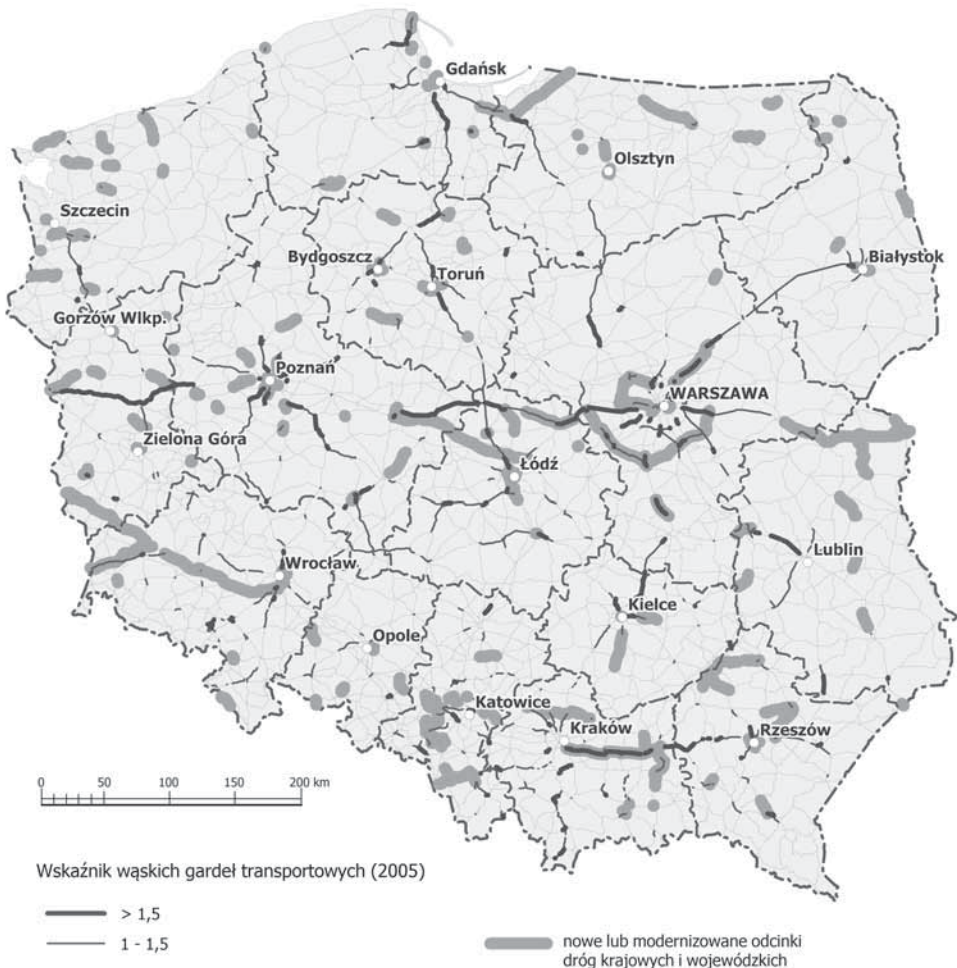 Gdańsk
Olsztyn
Szczecin
Bydgoszcz
Toruń
Białystok
Gorzów Wlkp.
Poznań
WARSZAWA
Zielona Góra
Łódź
Wrocław
Lublin
Kielce
Opole
Katowice
Kraków
Rzeszów
0 50 100 150 200 km
Wskaźnik wąskich gardeł transportowych (2005)
> 1,5
1 - 1,5
nowe lub modernizowane odcinki
dróg krajowych i wojewódzkich